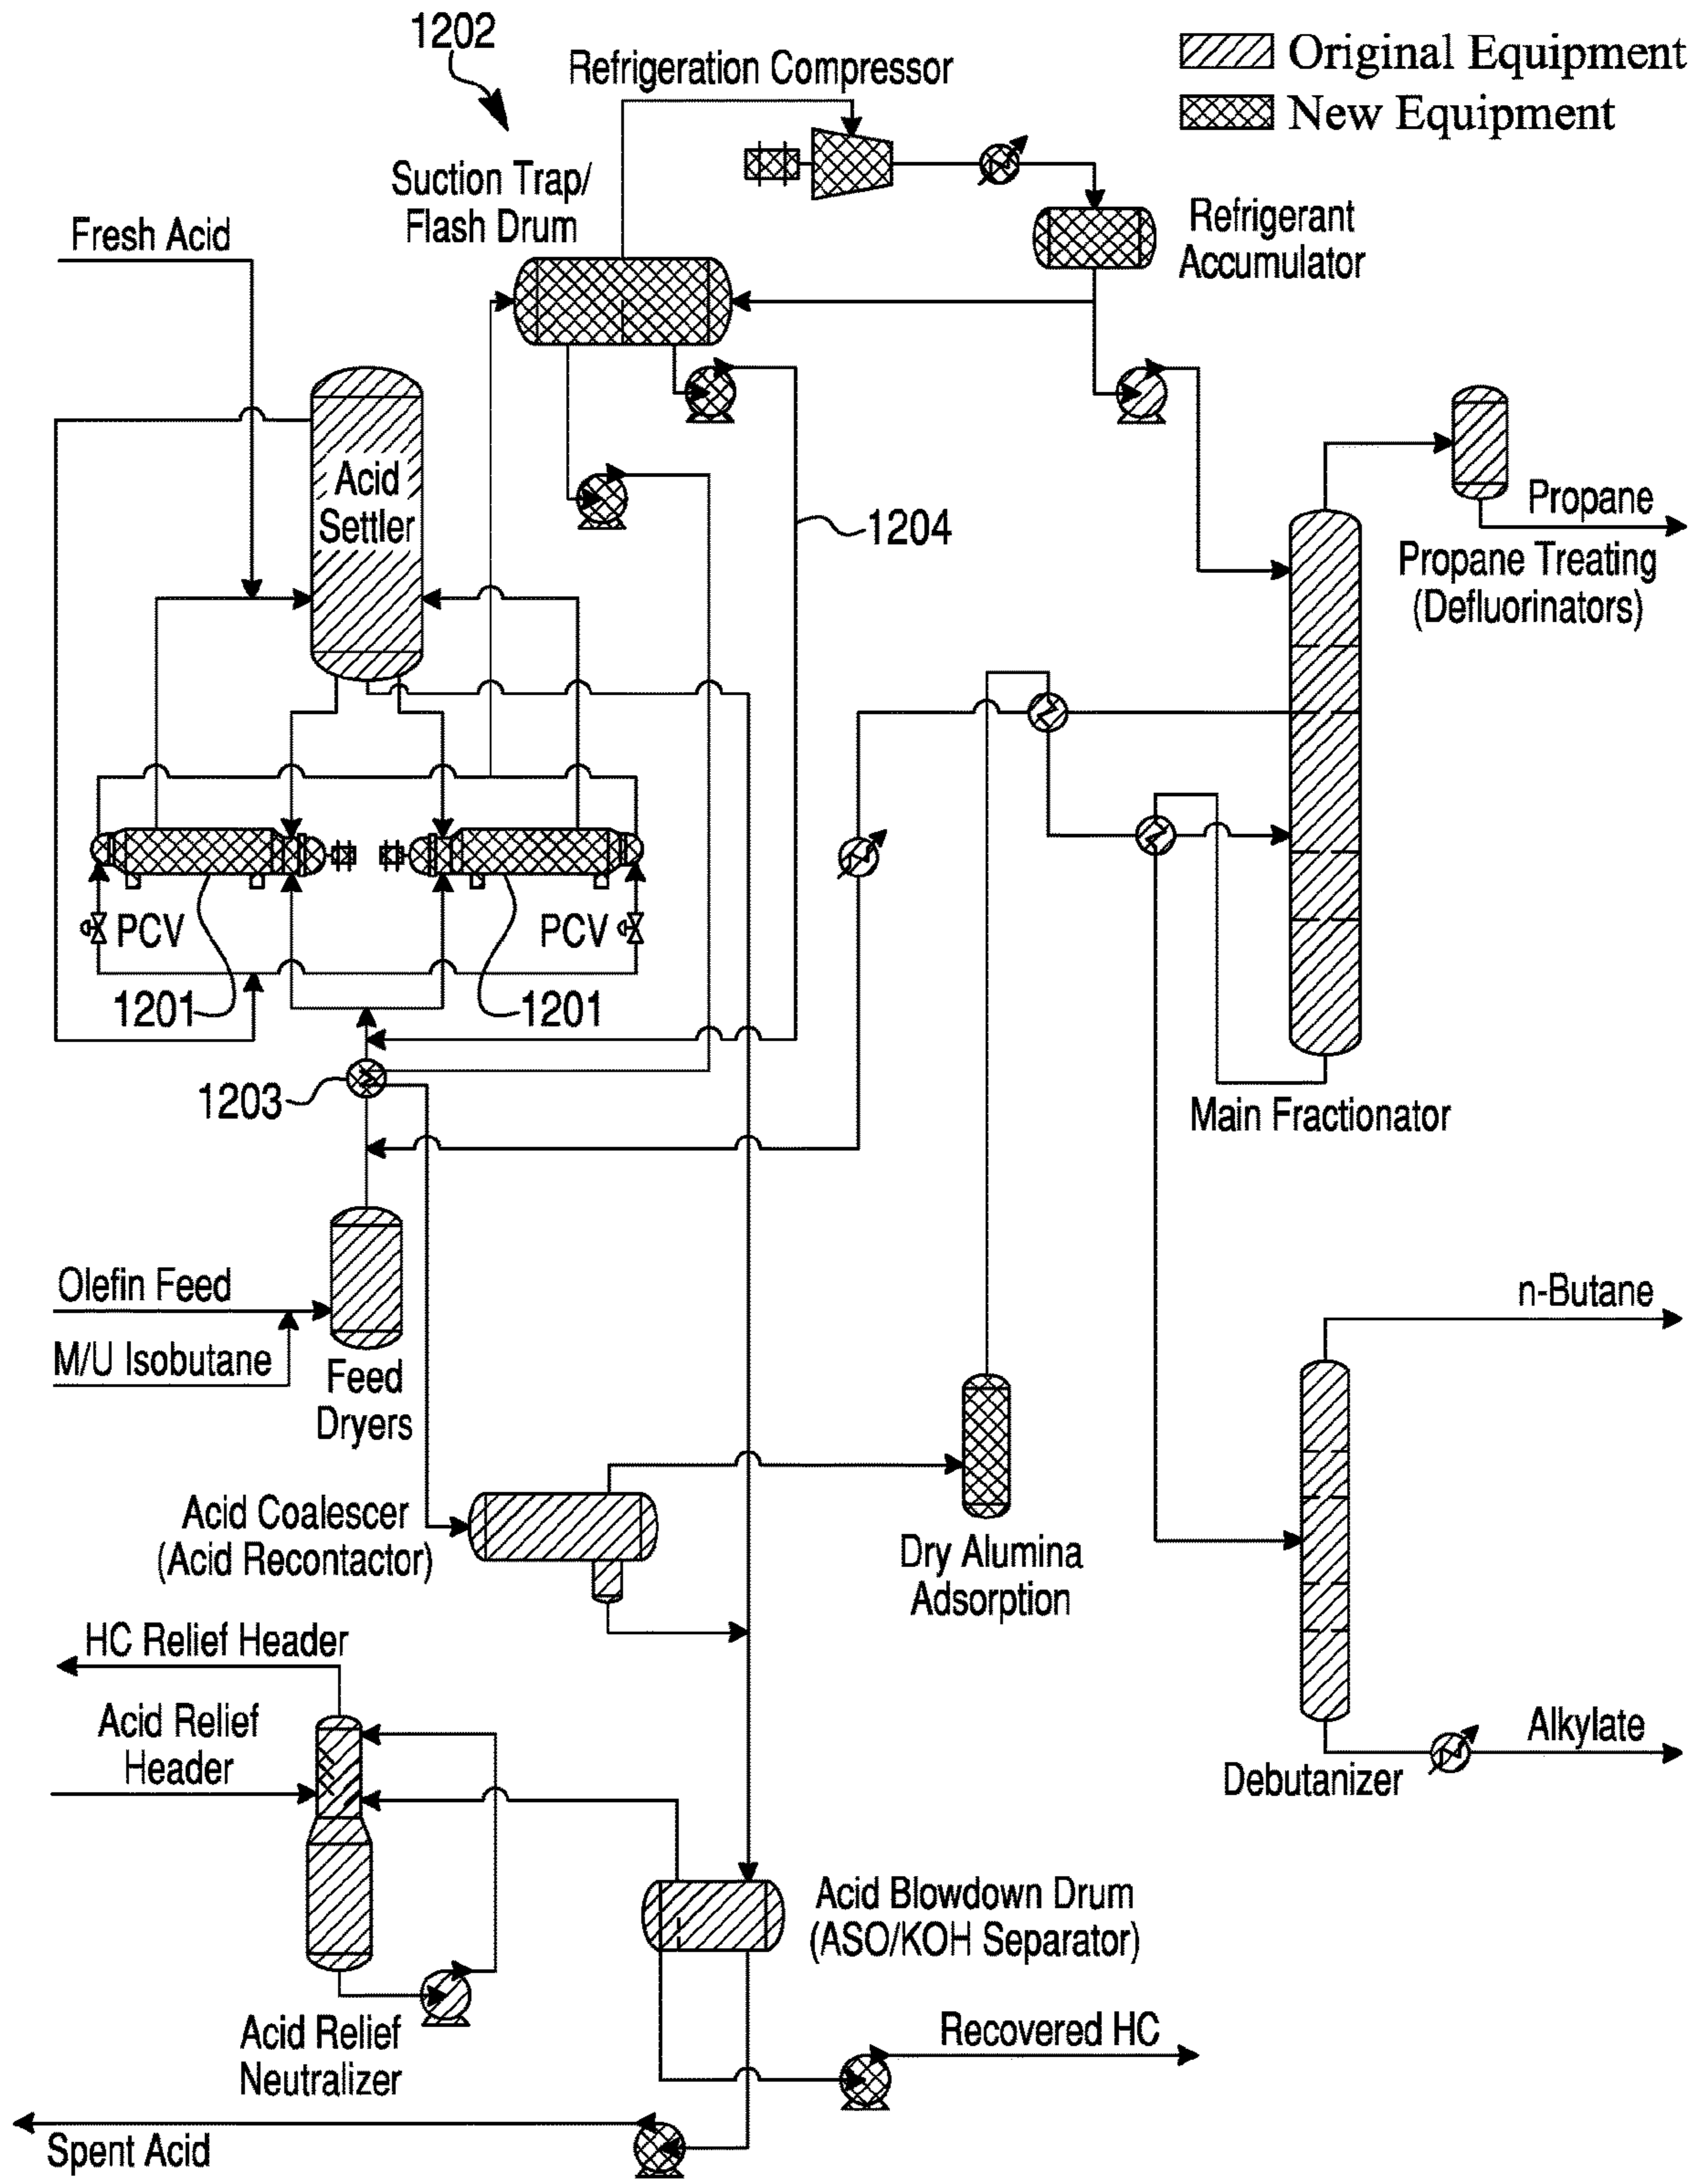 1202
Refrigeration Compressor
Original Equipment
New Equipment
Suction Trap/
Flash Drum
Fresh Acid
Refrigerant
Accumulator
Acid
Settler
1204
Propane
Propane Treating
(Defluorinators)
PCV
PCV
1201
1201
1203
Main Fractionator
Olefin Feed
M/U Isobutane
Feed
Dryers
n-Butane
Acid Coalescer
(Acid Recontactor)
Dry Alumina
Adsorption
HC Relief Header
Acid Relief
Header
Alkylate
Debutanizer
Acid Blowdown Drum
(ASO/KOH Separator)
Acid Relief
Neutralizer
Recovered HC
Spent Acid